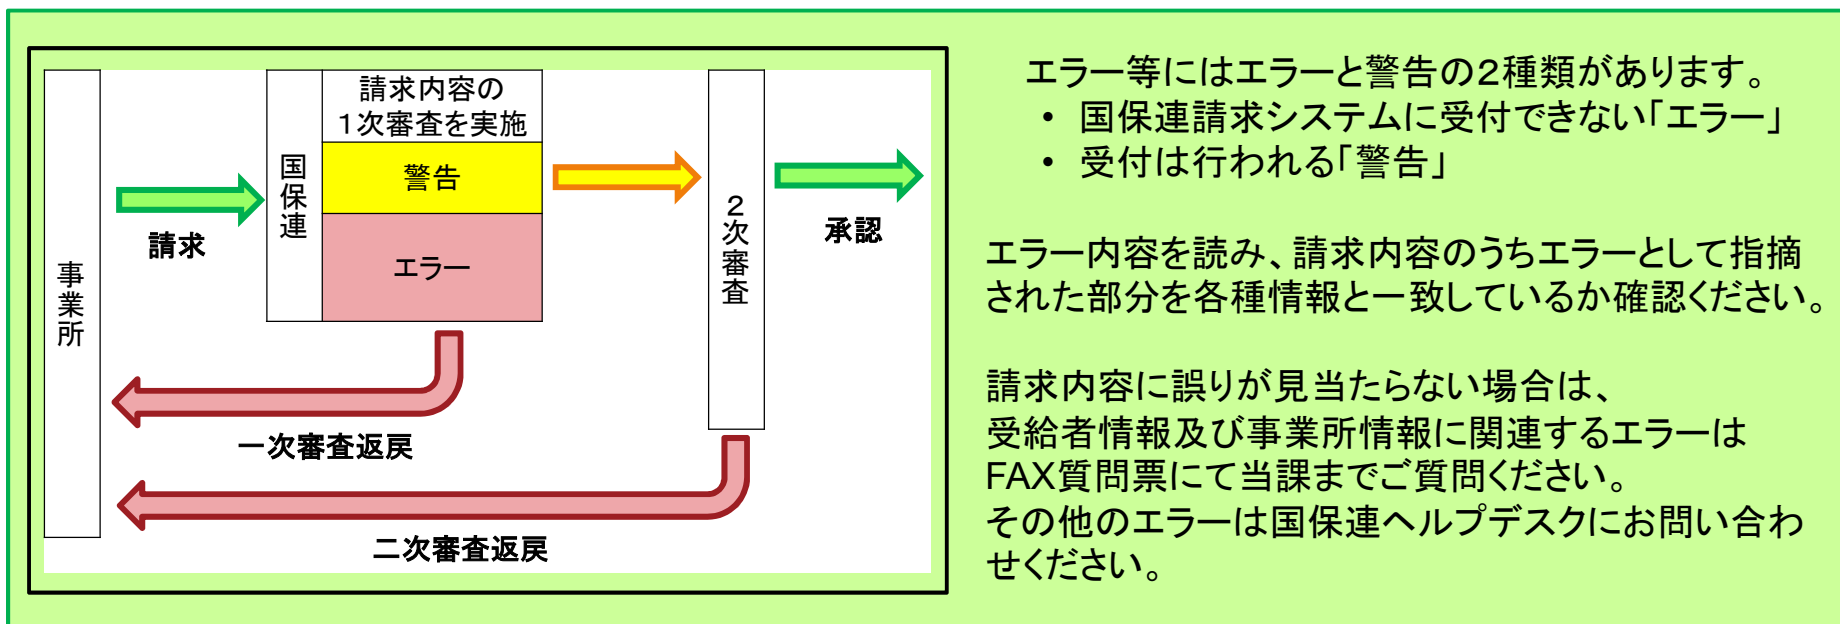 請求内容の
1次審査を実施
国保連
警告
エラー
事業所
請求
2次審査
承認
一次審査返戻
二次審査返戻
エラー等にはエラーと警告の2種類があります。
• 国保連請求システムに受付できない「エラー」
• 受付は行われる「警告」
エラー内容を読み、請求内容のうちエラーとして指摘
された部分を各種情報と一致しているか確認ください。
請求内容に誤りが見当たらない場合は、
受給者情報及び事業所情報に関連するエラーは
FAX質問票にて当課までご質問ください。
その他のエラーは国保連ヘルプデスクにお問い合わ
せください。